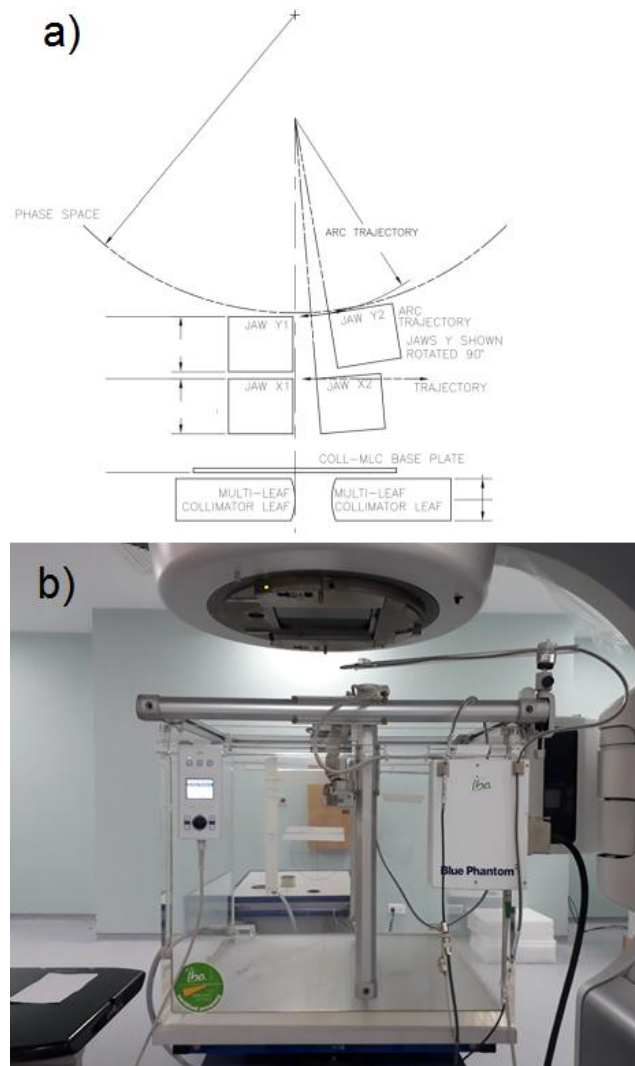 a)
PHASE SPACE
ARC TRAJECTORY
JAW Y1
JAW Y2
ARC
TRAJECTORY
JAWS Y SHOWN
ROTATED 90°
JAW X1
JAW X2
TRAJECTORY
COLL-MLC BASE PLATE
MULTI-LEAF
COLLIMATOR LEAF
MULTI-LEAF
COLLIMATOR LEAF
b)
iba
Blue Phantom
iba